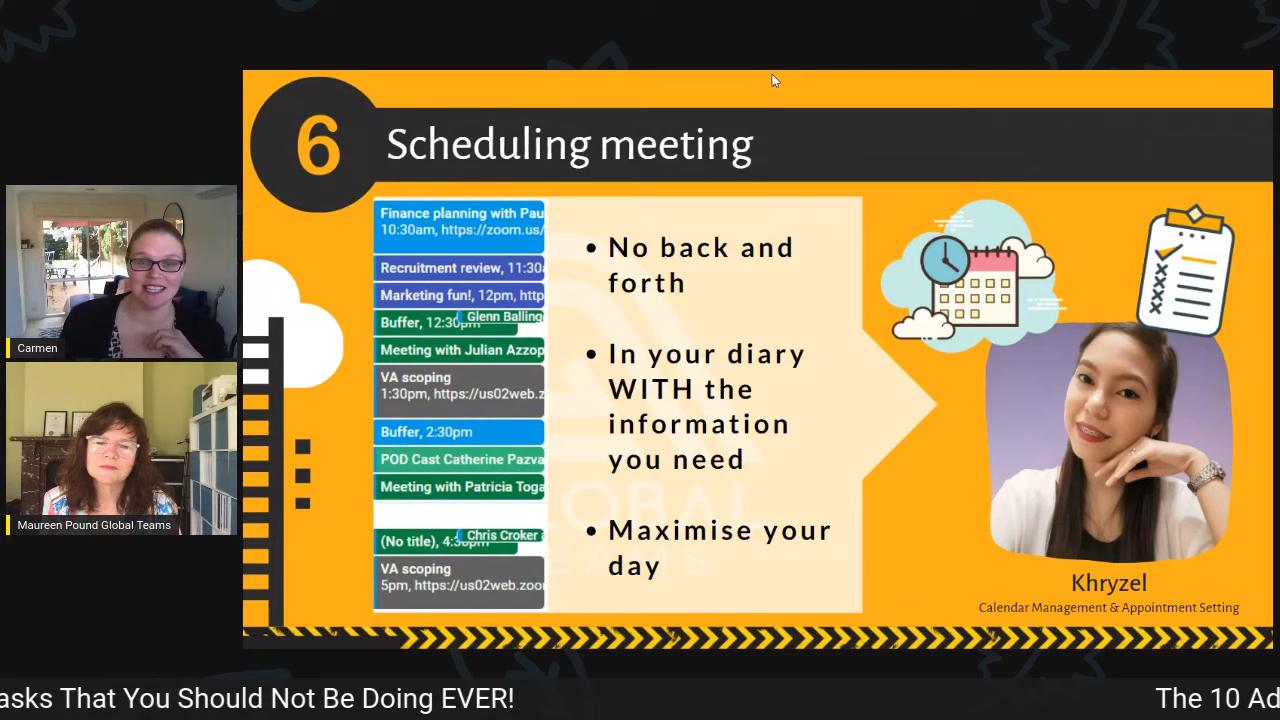 6
Scheduling meeting
Finance planning with Pau
10:30am, https://zoom.us/
Recruitment review, 11:30
Marketing fun!, 12pm, http
Buffer, 12:30pm
Glenn Balling
Meeting with Julian Azzop
VA scoping
1:30pm, https://us02web.z
Buffer, 2:30pm
POD Cast Catherine Pazva
Meeting with Patricia Toga
(No title), 4:30pm
Chris Croker
VA scoping
5pm, https://us02web.zoo
• No back and
forth
• In your diary
WITH the
information
you need
• Maximise your
day
GLOBAL
TEAMS
Khryzel
Calendar Management & Appointment Setting
Carmen
Maureen Pound Global Teams
asks That You Should Not Be Doing EVER!
The 10 Ad